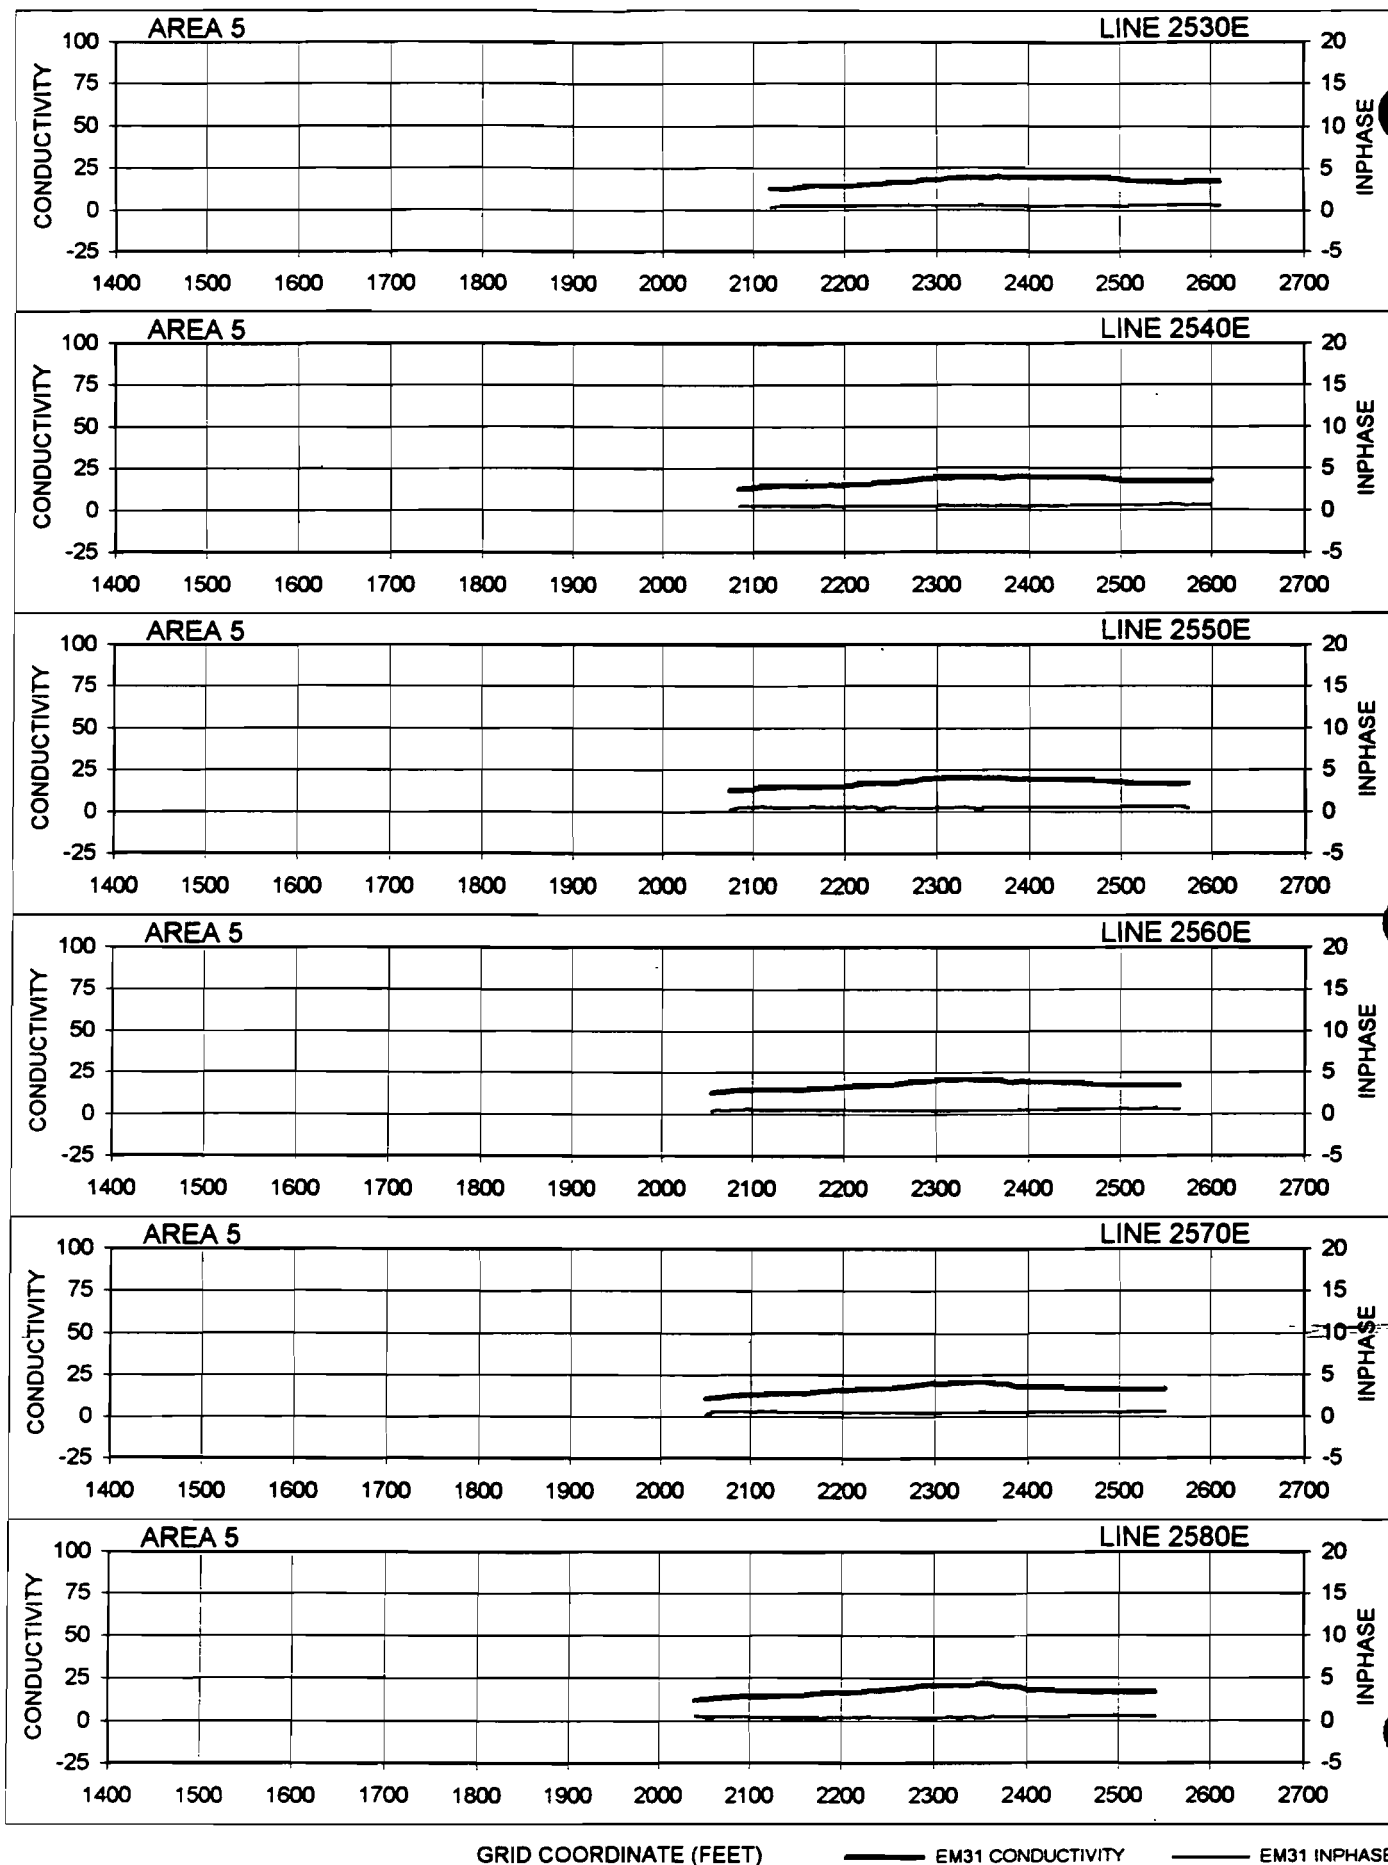 AREA 5 LINE 2530E
100 20
75 15
50 10
25 5
0 0
-25 -5
CONDUCTIVITY
INPHASE
1400 1500 1600 1700 1800 1900 2000 2100 2200 2300 2400 2500 2600 2700
AREA 5 LINE 2540E
100 20
75 15
50 10
25 5
0 0
-25 -5
CONDUCTIVITY
INPHASE
1400 1500 1600 1700 1800 1900 2000 2100 2200 2300 2400 2500 2600 2700
AREA 5 LINE 2550E
100 20
75 15
50 10
25 5
0 0
-25 -5
CONDUCTIVITY
INPHASE
1400 1500 1600 1700 1800 1900 2000 2100 2200 2300 2400 2500 2600 2700
AREA 5 LINE 2560E
100 20
75 15
50 10
25 5
0 0
-25 -5
CONDUCTIVITY
INPHASE
1400 1500 1600 1700 1800 1900 2000 2100 2200 2300 2400 2500 2600 2700
AREA 5 LINE 2570E
100 20
75 15
50 10
25 5
0 0
-25 -5
CONDUCTIVITY
INPHASE
1400 1500 1600 1700 1800 1900 2000 2100 2200 2300 2400 2500 2600 2700
AREA 5 LINE 2580E
100 20
75 15
50 10
25 5
0 0
-25 -5
CONDUCTIVITY
INPHASE
1400 1500 1600 1700 1800 1900 2000 2100 2200 2300 2400 2500 2600 2700
GRID COORDINATE (FEET) EM31 CONDUCTIVITY EM31 INPHASE